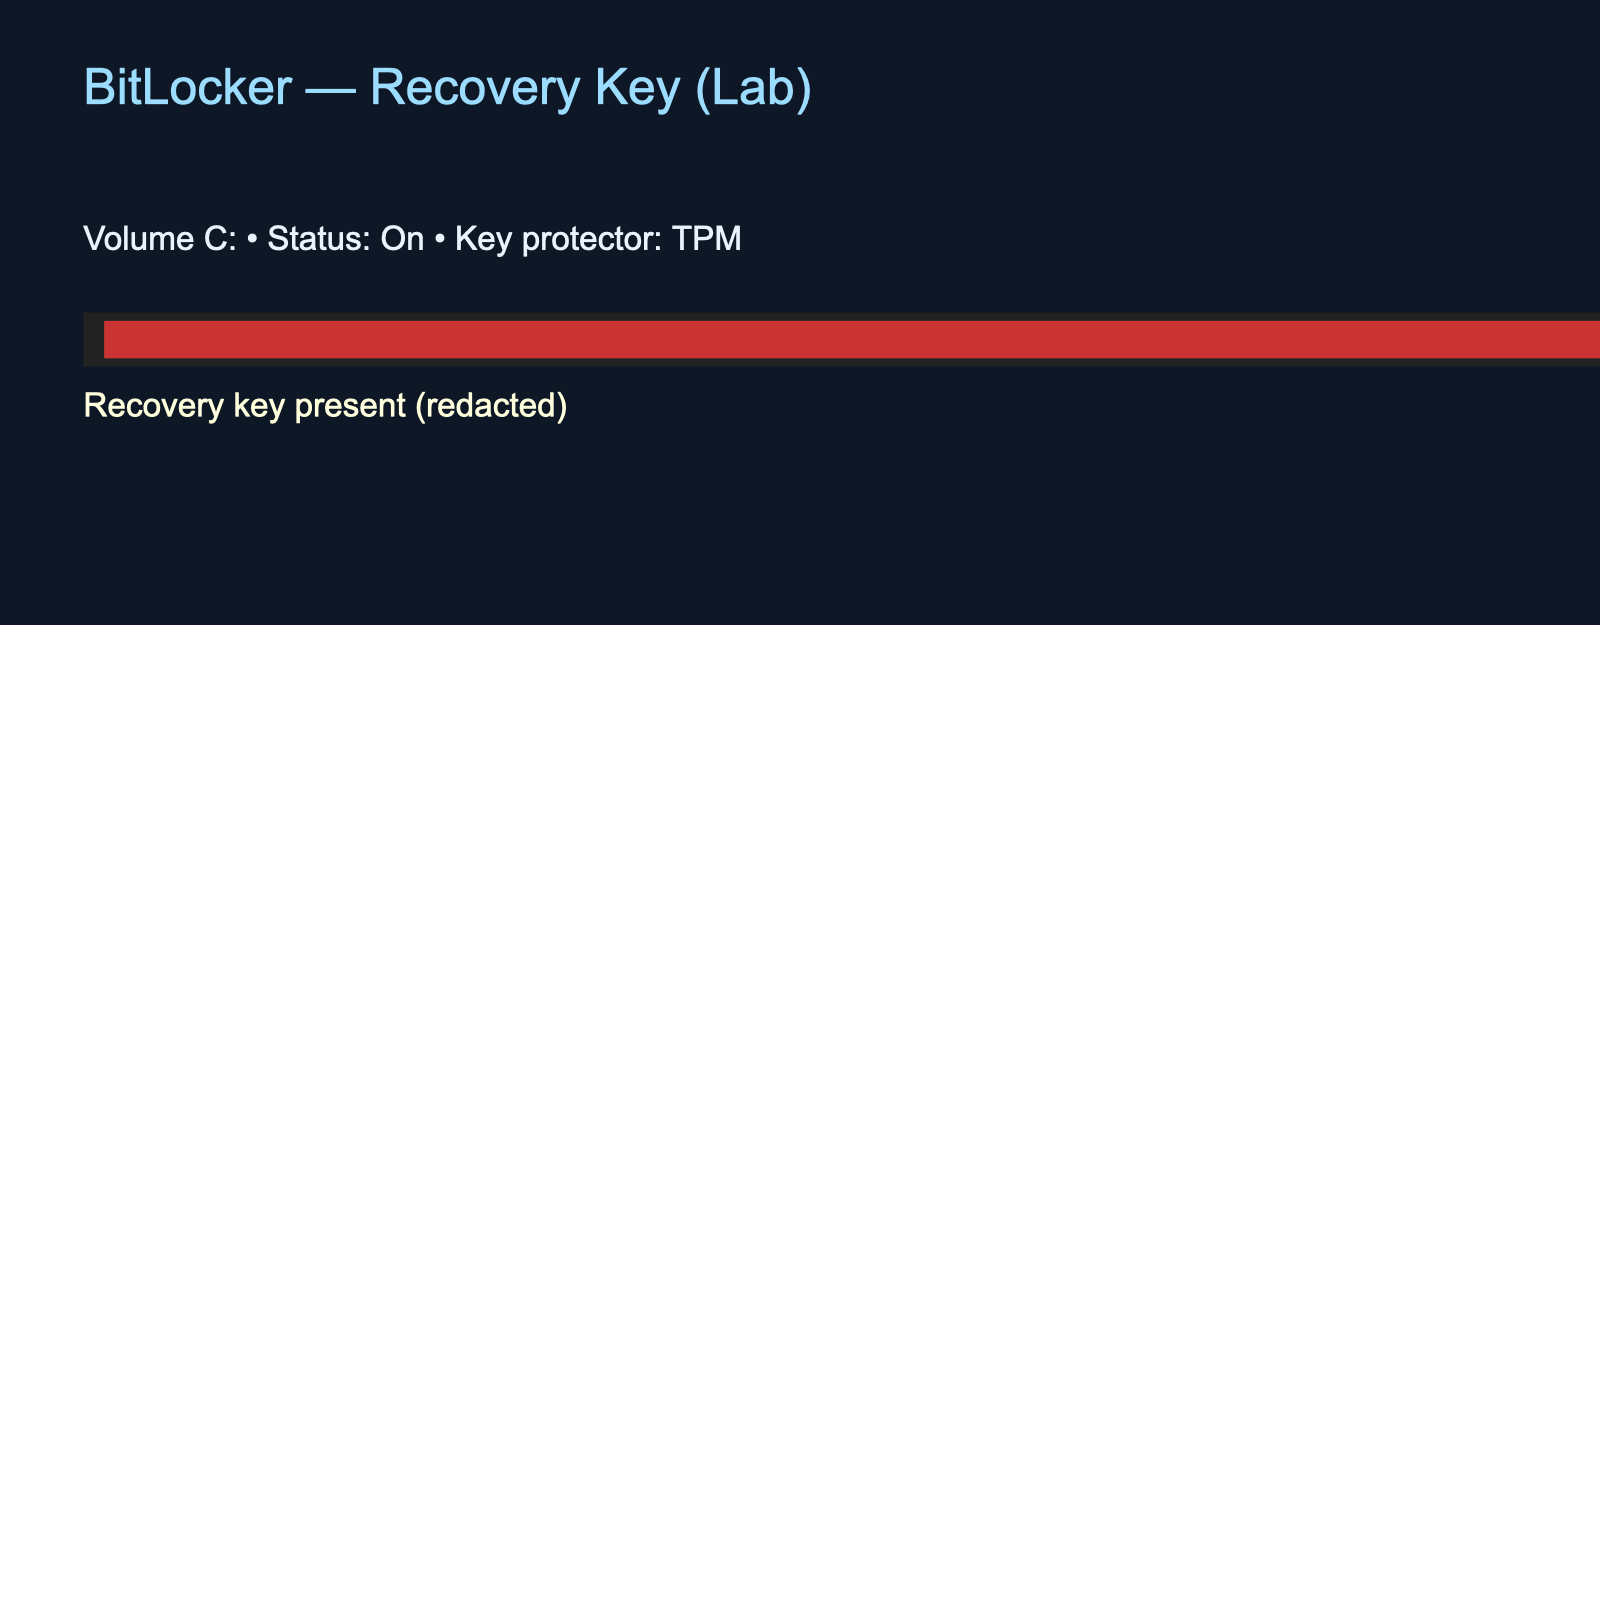 BitLocker — Recovery Key (Lab)
Volume C: • Status: On • Key protector: TPM
Recovery key present (redacted)